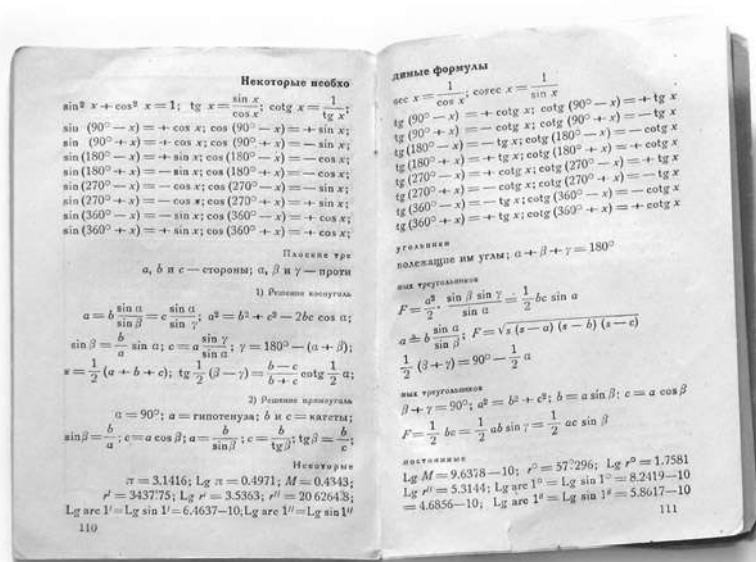 Некоторые необхо
sin² x + cos² x = 1; tg x = sin x / cos x; cotg x = 1 / tg x;
sin (90° — x) = + cos x; cos (90° — x) = + sin x;
sin (90° + x) = + cos x; cos (90° + x) = — sin x;
sin (180° — x) = + sin x; cos (180° — x) = — cos x;
sin (180° + x) = — sin x; cos (180° + x) = — cos x;
sin (270° — x) = — cos x; cos (270° — x) = — sin x;
sin (270° + x) = — cos x; cos (270° + x) = + sin x;
sin (360° — x) = — sin x; cos (360° — x) = + cos x;
sin (360° + x) = + sin x; cos (360° + x) = + cos x;
Плоские тре
a, b и c — стороны; α, β и γ — проти
1) Решение косоуголь
a = b sin α / sin β = c sin α / sin γ; a² = b² + c² — 2bc cos α;
sin β = b / a sin α; c = a sin γ / sin α; γ = 180° — (α + β);
s = 1/2 (a + b + c); tg 1/2 (β — γ) = b — c / b + c cotg 1/2 α;
2) Решение прямоуголь
α = 90°; a = гипотенуза; b и c = катеты;
sin β = b / a; c = a cos β; a = b / sin β; c = b / tg β; tg β = b / c;
Некоторые
π = 3.1416; Lg π = 0.4971; M = 0.4343;
r′ = 3437.75; Lg r′ = 3.5363; r″ = 206264.8;
Lg arc 1′ = Lg sin 1′ = 6.4637—10; Lg arc 1″ = Lg sin 1″
110
димые формулы
sec x = 1 / cos x; cosec x = 1 / sin x
tg (90° — x) = + cotg x; cotg (90° — x) = + tg x
tg (90° + x) = — cotg x; cotg (90° + x) = — tg x
tg (180° — x) = — tg x; cotg (180° — x) = — cotg x
tg (180° + x) = + tg x; cotg (180° + x) = + cotg x
tg (270° — x) = + cotg x; cotg (270° — x) = + tg x
tg (270° + x) = — cotg x; cotg (270° + x) = — tg x
tg (360° — x) = — tg x; cotg (360° — x) = — cotg x
tg (360° + x) = + tg x; cotg (360° + x) = + cotg x
угольники
волежащие им углы; α + β + γ = 180°
ных треугольников
F = a² / 2 · sin β sin γ / sin α = 1/2 bc sin α
a = b sin α / sin β; F = √s (s — a) (s — b) (s — c)
1/2 (β + γ) = 90° — 1/2 α
ных треугольников
β + γ = 90°; a² = b² + c²; b = a sin β; c = a cos β
F = 1/2 bc = 1/2 ab sin γ = 1/2 ac sin β
постоянные
Lg M = 9.6378—10; r° = 57°.296; Lg r° = 1.7581
Lg r″ = 5.3144; Lg arc 1° = Lg sin 1° = 8.2419—10
= 4.6856—10; Lg arc 1″ = Lg sin 1″ = 5.8617—10
111